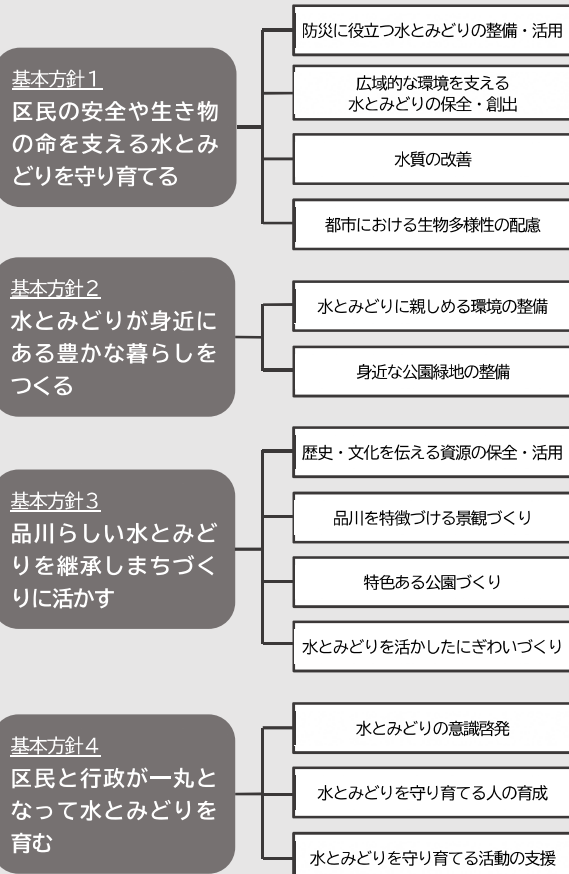 基本方針１
区民の安全や生き物
の命を支える水とみ
どりを守り育てる
防災に役立つ水とみどりの整備・活用
広域的な環境を支える
水とみどりの保全・創出
水質の改善
都市における生物多様性の配慮
基本方針２
水とみどりが身近に
ある豊かな暮らしを
つくる
水とみどりに親しめる環境の整備
身近な公園緑地の整備
基本方針３
品川らしい水とみど
りを継承しまちづく
りに活かす
歴史・文化を伝える資源の保全・活用
品川を特徴づける景観づくり
特色ある公園づくり
水とみどりを活かしたにぎわいづくり
基本方針４
区民と行政が一丸と
なって水とみどりを
育む
水とみどりの意識啓発
水とみどりを守り育てる人の育成
水とみどりを守り育てる活動の支援